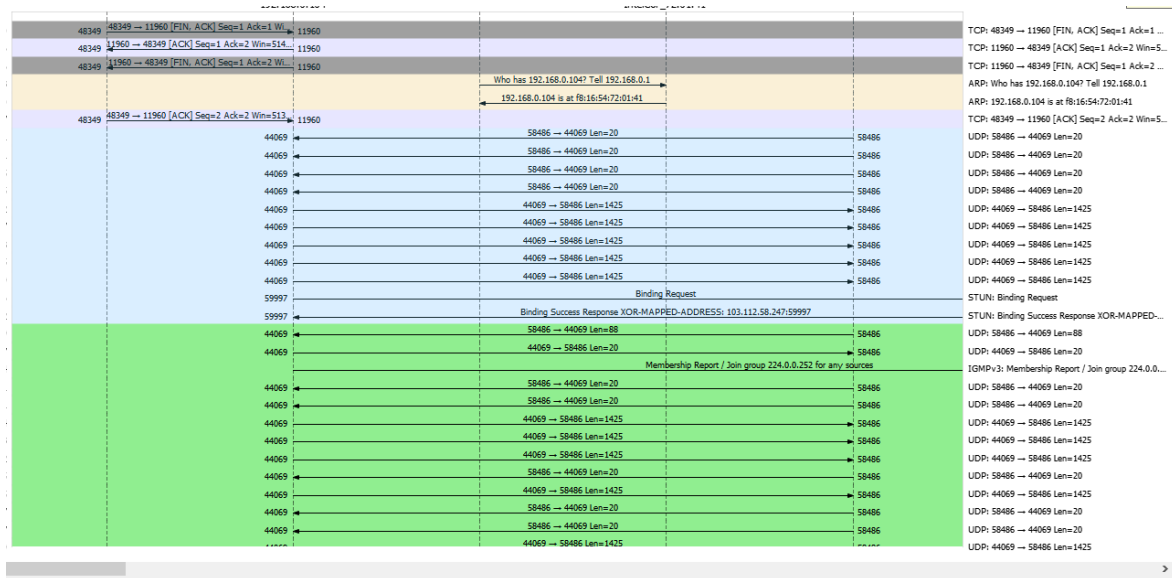 48349 48349 → 11960 [FIN, ACK] Seq=1 Ack=1 Wi... 11960 TCP: 48349 → 11960 [FIN, ACK] Seq=1 Ack=1 ...
48349 11960 → 48349 [ACK] Seq=1 Ack=2 Win=514... 11960 TCP: 11960 → 48349 [ACK] Seq=1 Ack=2 Win=5...
48349 11960 → 48349 [FIN, ACK] Seq=1 Ack=2 Wi... 11960 TCP: 11960 → 48349 [FIN, ACK] Seq=1 Ack=2 ...
Who has 192.168.0.104? Tell 192.168.0.1 ARP: Who has 192.168.0.104? Tell 192.168.0.1
192.168.0.104 is at f8:16:54:72:01:41 ARP: 192.168.0.104 is at f8:16:54:72:01:41
48349 48349 → 11960 [ACK] Seq=2 Ack=2 Win=513... 11960 TCP: 48349 → 11960 [ACK] Seq=2 Ack=2 Win=5...
44069 58486 → 44069 Len=20 58486 UDP: 58486 → 44069 Len=20
44069 58486 → 44069 Len=20 58486 UDP: 58486 → 44069 Len=20
44069 58486 → 44069 Len=20 58486 UDP: 58486 → 44069 Len=20
44069 58486 → 44069 Len=20 58486 UDP: 58486 → 44069 Len=20
44069 44069 → 58486 Len=1425 58486 UDP: 44069 → 58486 Len=1425
44069 44069 → 58486 Len=1425 58486 UDP: 44069 → 58486 Len=1425
44069 44069 → 58486 Len=1425 58486 UDP: 44069 → 58486 Len=1425
44069 44069 → 58486 Len=1425 58486 UDP: 44069 → 58486 Len=1425
44069 44069 → 58486 Len=1425 58486 UDP: 44069 → 58486 Len=1425
59997 Binding Request STUN: Binding Request
59997 Binding Success Response XOR-MAPPED-ADDRESS: 103.112.58.247:59997 STUN: Binding Success Response XOR-MAPPED-...
44069 58486 → 44069 Len=88 58486 UDP: 58486 → 44069 Len=88
44069 44069 → 58486 Len=20 58486 UDP: 44069 → 58486 Len=20
Membership Report / Join group 224.0.0.252 for any sources IGMPv3: Membership Report / Join group 224.0.0....
44069 58486 → 44069 Len=20 58486 UDP: 58486 → 44069 Len=20
44069 58486 → 44069 Len=20 58486 UDP: 58486 → 44069 Len=20
44069 44069 → 58486 Len=1425 58486 UDP: 44069 → 58486 Len=1425
44069 44069 → 58486 Len=1425 58486 UDP: 44069 → 58486 Len=1425
44069 44069 → 58486 Len=1425 58486 UDP: 44069 → 58486 Len=1425
44069 58486 → 44069 Len=20 58486 UDP: 58486 → 44069 Len=20
44069 44069 → 58486 Len=1425 58486 UDP: 44069 → 58486 Len=1425
44069 58486 → 44069 Len=20 58486 UDP: 58486 → 44069 Len=20
44069 58486 → 44069 Len=20 58486 UDP: 58486 → 44069 Len=20
44069 → 58486 Len=1425 UDP: 44069 → 58486 Len=1425